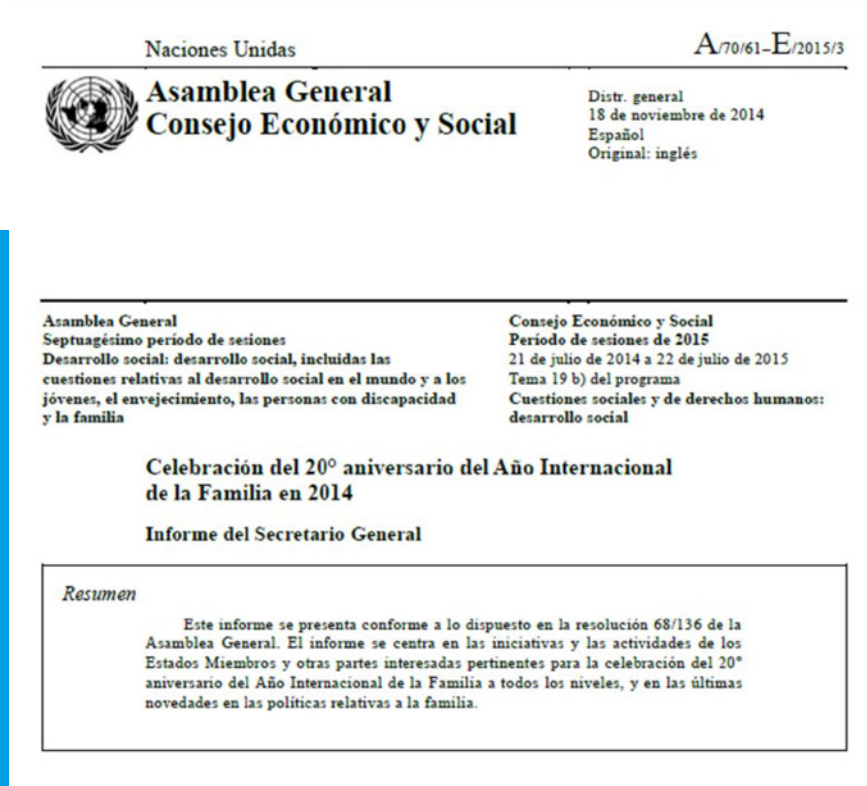 Naciones Unidas
A/70/61–E/2015/3
Asamblea General
Consejo Económico y Social
Distr. general
18 de noviembre de 2014
Español
Original: inglés
Asamblea General
Septuagésimo período de sesiones
Desarrollo social: desarrollo social, incluidas las
cuestiones relativas al desarrollo social en el mundo y a los
jóvenes, el envejecimiento, las personas con discapacidad
y la familia
Consejo Económico y Social
Período de sesiones de 2015
21 de julio de 2014 a 22 de julio de 2015
Tema 19 b) del programa
Cuestiones sociales y de derechos humanos:
desarrollo social
Celebración del 20º aniversario del Año Internacional
de la Familia en 2014
Informe del Secretario General
Resumen
Este informe se presenta conforme a lo dispuesto en la resolución 68/136 de la
Asamblea General. El informe se centra en las iniciativas y las actividades de los
Estados Miembros y otras partes interesadas pertinentes para la celebración del 20°
aniversario del Año Internacional de la Familia a todos los niveles, y en las últimas
novedades en las políticas relativas a la familia.